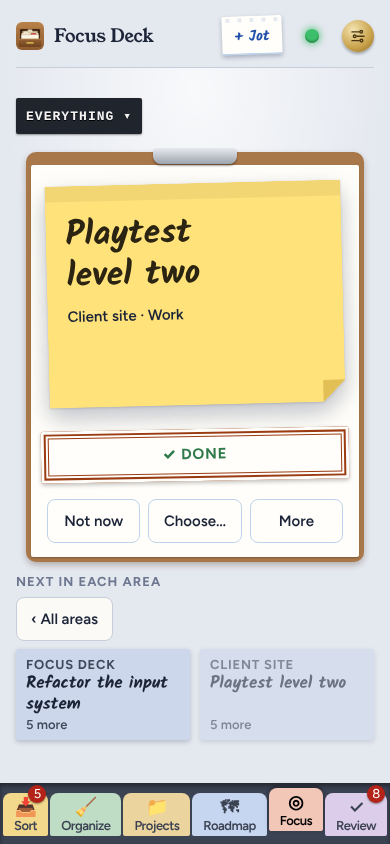 Focus Deck
+ Jot
EVERYTHING ▾
Playtest
level two
Client site · Work
✓ DONE
Not now
Choose...
More
NEXT IN EACH AREA
‹ All areas
FOCUS DECK
Refactor the input
system
5 more
CLIENT SITE
Playtest level two
5 more
5
Sort
Organize
Projects
Roadmap
Focus
8
Review